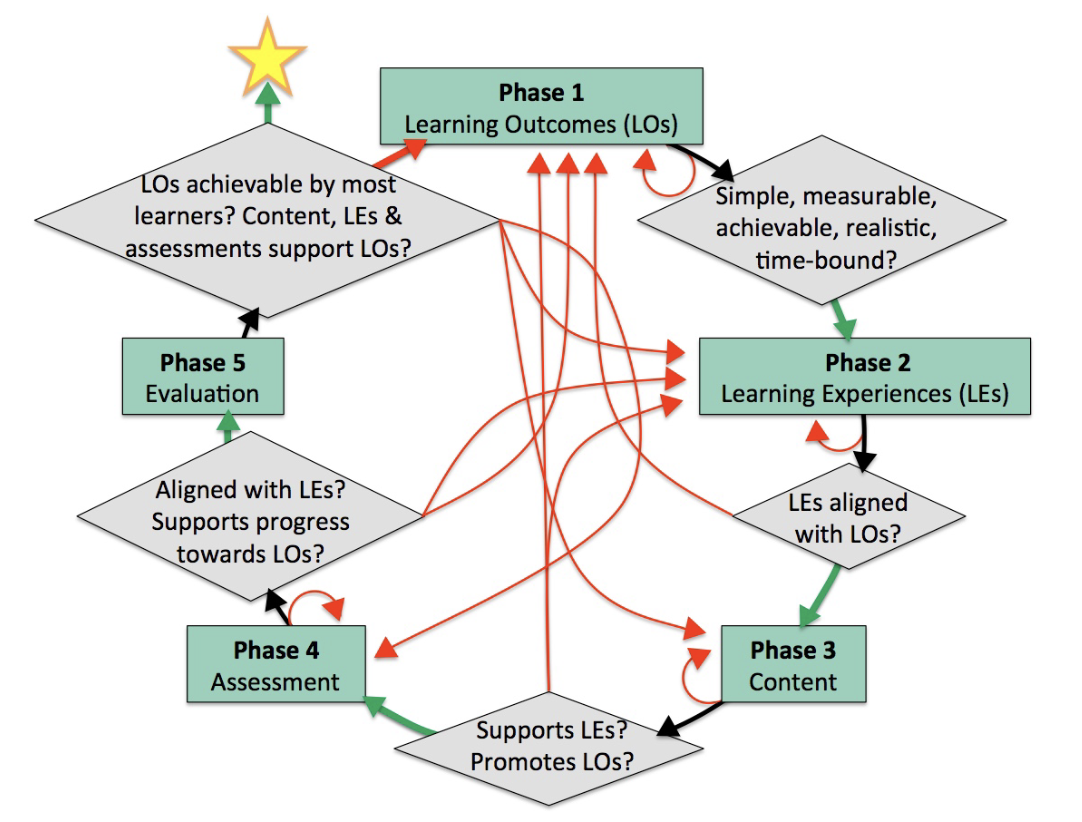 Phase 1
Learning Outcomes (LOs)
LOs achievable by most
learners? Content, LEs &
assessments support LOs?
Simple, measurable,
achievable, realistic,
time-bound?
Phase 2
Learning Experiences (LEs)
LEs aligned
with LOs?
Phase 3
Content
Supports LEs?
Promotes LOs?
Phase 4
Assessment
Aligned with LEs?
Supports progress
towards LOs?
Phase 5
Evaluation